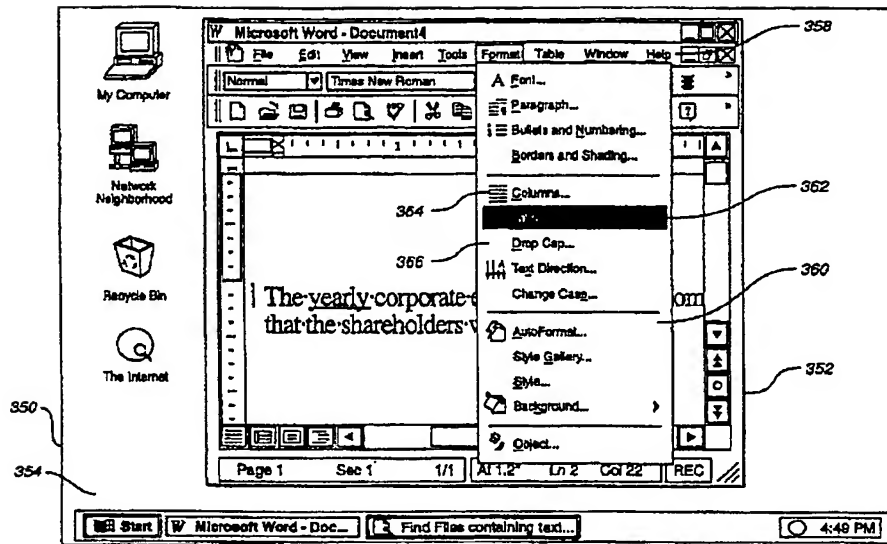 Microsoft Word - Document4
File Edit View Insert Tools Format Table Window Help
358
Normal Times New Roman
My Computer
Network Neighborhood
Recycle Bin
The Internet
A Font...
Paragraph...
Bullets and Numbering...
Borders and Shading...
1
364
Columns...
362
366
Drop Cap...
Text Direction...
Change Case...
360
The·yearly·corporate·
that·the·shareholders·
AutoFormat...
Style Gallery...
Style...
Background...
Object...
352
350
354
Page 1 Sec 1 1/1 At 1.2" Ln 2 Col 22 REC
Start W Microsoft Word - Doc... Find Files containing text... 4:49 PM